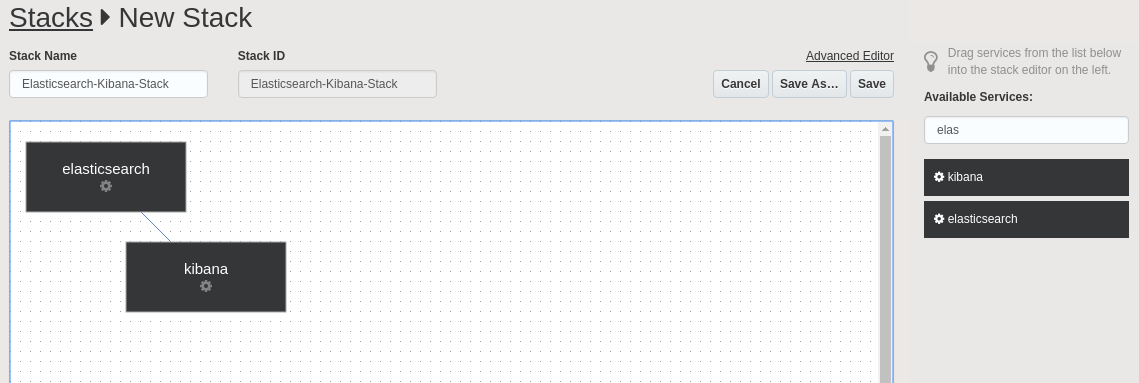 Stacks New Stack
Stack Name
Stack ID
Advanced Editor
Elasticsearch-Kibana-Stack
Elasticsearch-Kibana-Stack
Cancel
Save As...
Save
elasticsearch
kibana
Drag services from the list below
into the stack editor on the left.
Available Services:
elas
kibana
elasticsearch